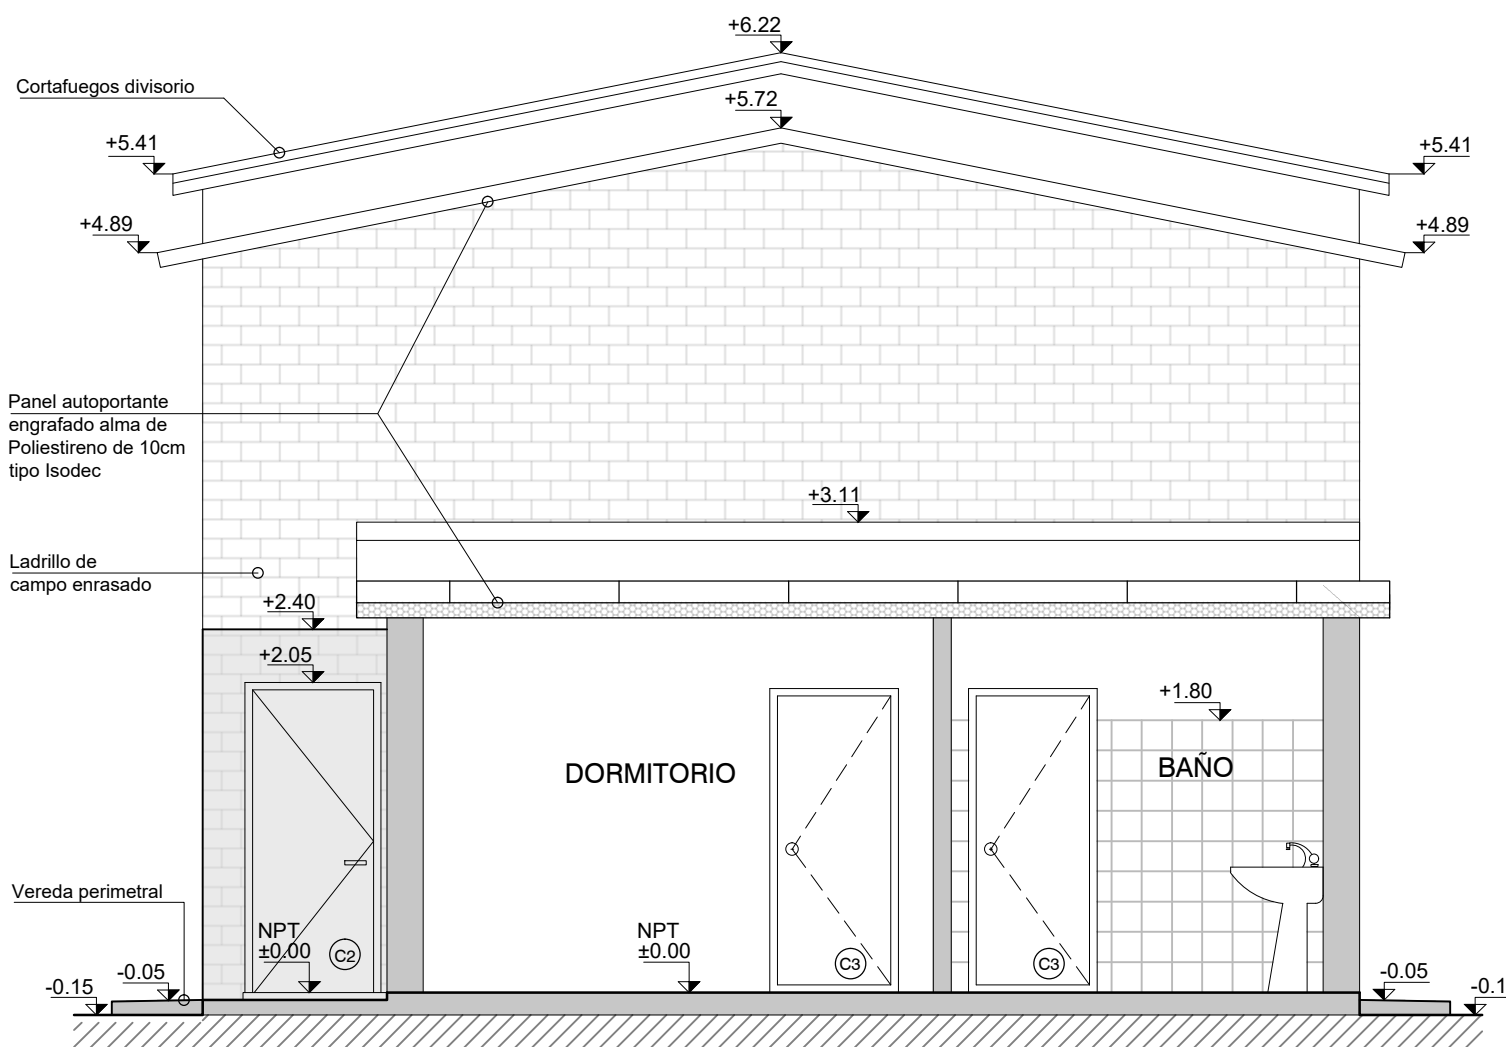 +6.22
Cortafuegos divisorio
+5.72
+5.41
+5.41
+4.89
+4.89
Panel autoportante
engrafado alma de
Poliestireno de 10cm
tipo Isodec
+3.11
Ladrillo de
campo enrasado
+2.40
+2.05
+1.80
DORMITORIO
BAÑO
Vereda perimetral
NPT
±0.00
C2
NPT
±0.00
C3
C3
-0.15
-0.05
-0.05
-0.1